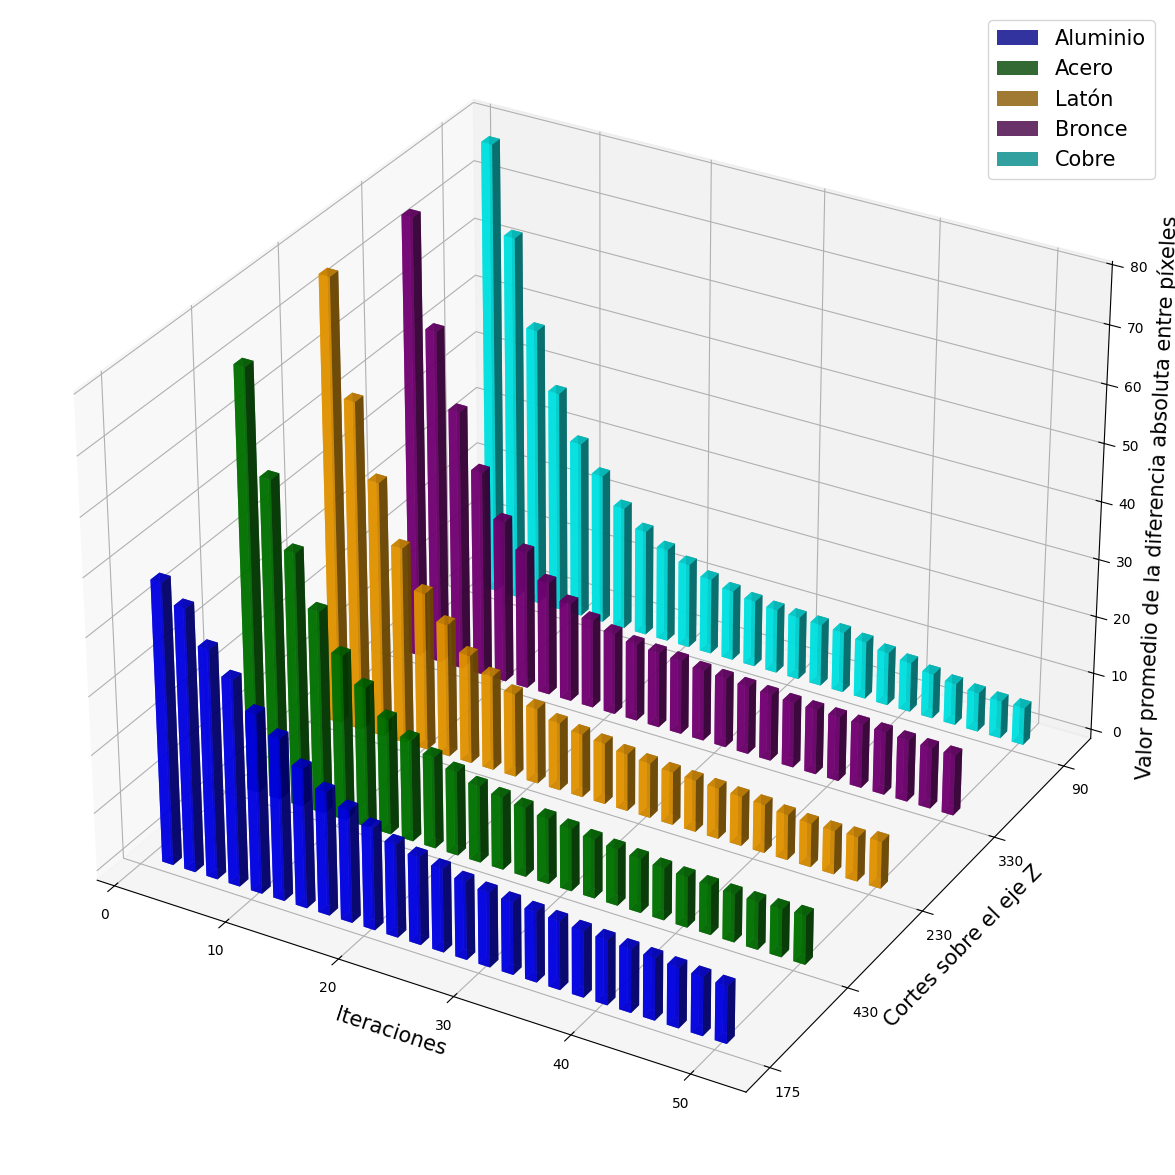 Aluminio
Acero
Latón
Bronce
Cobre
80
70
60
50
40
30
20
10
0
Valor promedio de la diferencia absoluta entre píxeles
90
330
230
430
175
Cortes sobre el eje Z
0
10
20
30
40
50
Iteraciones